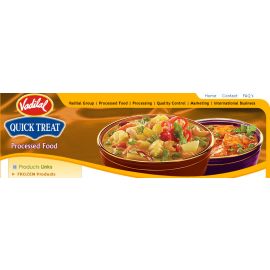 Home Contact FAQ's
Vadilal
Vadilal Group | Processed Food | Processing | Quality Control | Marketing | International Business
QUICK TREAT
Processed Food
Products Links
FROZEN Products